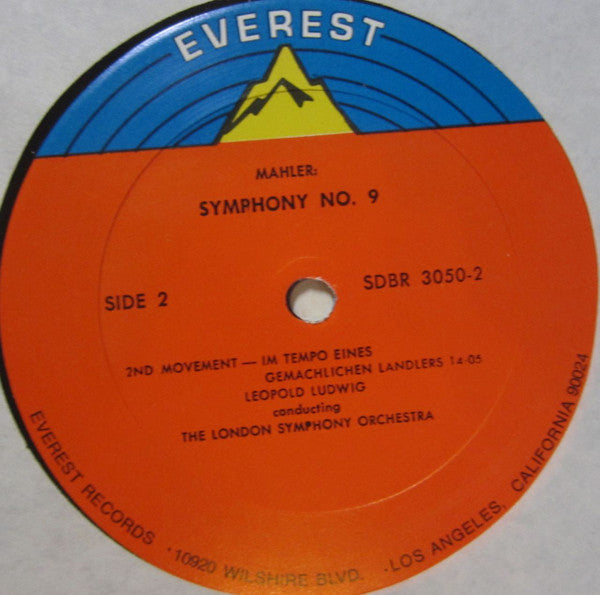 EVEREST
MAHLER:
SYMPHONY NO. 9
SIDE 2
SDBR 3050-2
2ND MOVEMENT — IM TEMPO EINES
GEMACHLICHEN LANDLERS 14:05
LEOPOLD LUDWIG
conducting
THE LONDON SYMPHONY ORCHESTRA
EVEREST RECORDS · 10920 WILSHIRE BLVD. · LOS ANGELES, CALIFORNIA 90024